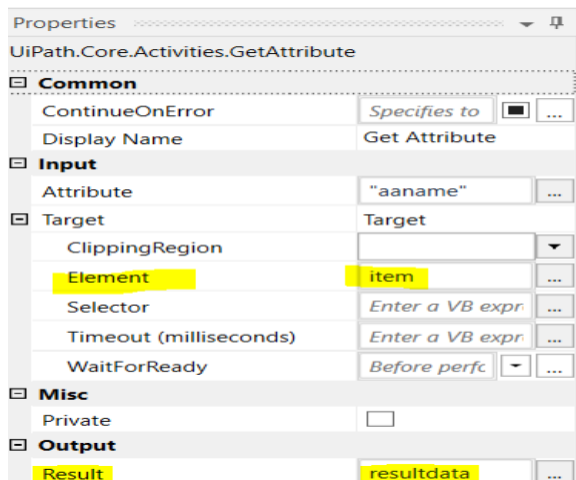 Properties
UiPath.Core.Activities.GetAttribute
Common
ContinueOnError Specifies to ...
Display Name Get Attribute
Input
Attribute "aaname" ...
Target Target
ClippingRegion
Element item ...
Selector Enter a VB expr ...
Timeout (milliseconds) Enter a VB expr ...
WaitForReady Before perfc ...
Misc
Private
Output
Result resultdata ...